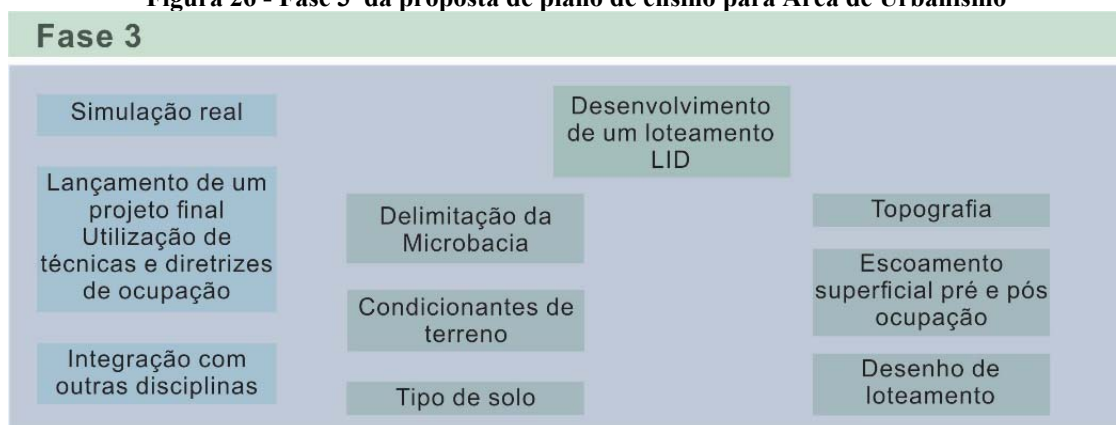 Figura 26 - Fase 3 da proposta de plano de ensino para Área de Urbanismo
Fase 3
Simulação real
Lançamento de um
projeto final
Utilização de
técnicas e diretrizes
de ocupação
Integração com
outras disciplinas
Desenvolvimento
de um loteamento
LID
Delimitação da
Microbacia
Condicionantes de
terreno
Tipo de solo
Topografia
Escoamento
superficial pré e pós
ocupação
Desenho de
loteamento